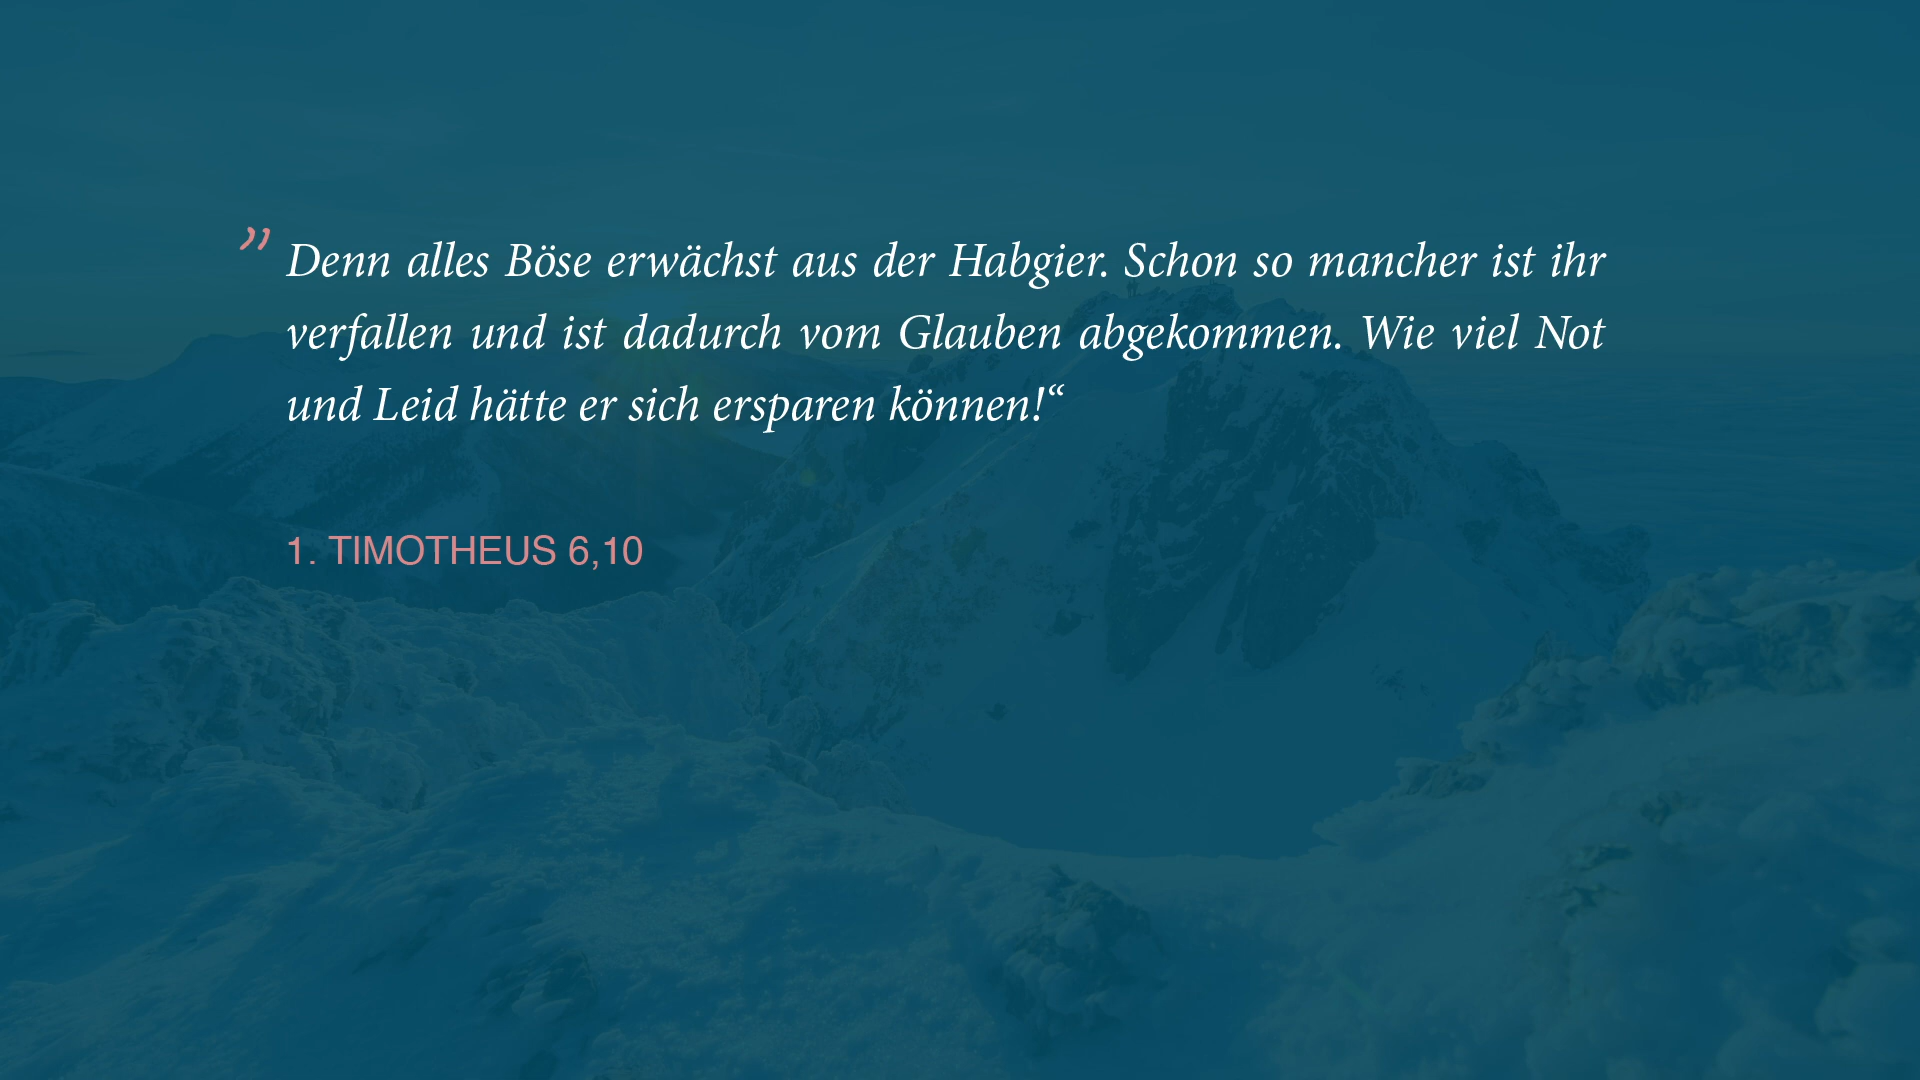 ” Denn alles Böse erwächst aus der Habgier. Schon so mancher ist ihr
verfallen und ist dadurch vom Glauben abgekommen. Wie viel Not
und Leid hätte er sich ersparen können!“
1. TIMOTHEUS 6,10